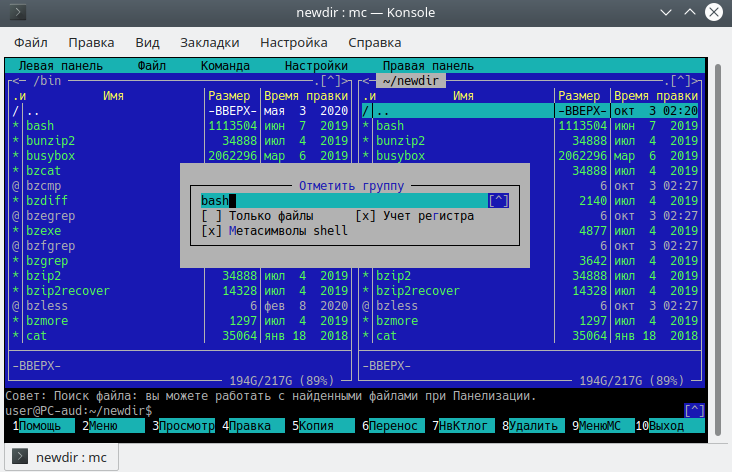 newdir : mc — Konsole
Файл Правка Вид Закладки Настройка Справка
Левая панель Файл Команда Настройки Правая панель
<— /bin .[^]> <— ~/newdir .[^]>
.и Имя Размер Время правки .и Имя Размер Время правки
/ .. -ВВЕРХ- мая 3 2020 / .. -ВВЕРХ- окт 3 02:20
* bash 1113504 июн 7 2019 * bash 1113504 июн 7 2019
* bunzip2 34888 июл 4 2019 * bunzip2 34888 июл 4 2019
* busybox 2062296 мар 6 2019 * busybox 2062296 мар 6 2019
* bzcat 34888 июл 4 2019
@ bzcmp 6 окт 3 02:27
* bzdiff 2140 июл 4 2019
@ bzegrep 6 окт 3 02:27
* bzexe 4877 июл 4 2019
@ bzfgrep 6 окт 3 02:27
* bzgrep 3642 июл 4 2019
Отметить группу
bash [^]
[ ] Только файлы [x] Учет регистра
[x] Метасимволы shell
* bzip2 34888 июл 4 2019 * bzip2 34888 июл 4 2019
* bzip2recover 14328 июл 4 2019 * bzip2recover 14328 июл 4 2019
@ bzless 6 фев 8 2020 @ bzless 6 окт 3 02:27
* bzmore 1297 июл 4 2019 * bzmore 1297 июл 4 2019
* cat 35064 янв 18 2018 * cat 35064 янв 18 2018
-ВВЕРХ- -ВВЕРХ-
194G/217G (89%) 194G/217G (89%)
Совет: Поиск файла: вы можете работать с найденными файлами при Панелизации.
user@PC-aud:~/newdir$ [^]
1Помощь 2Меню 3Просмотр 4Правка 5Копия 6Перенос 7НвКтлог 8Удалить 9МенюMC 10Выход
newdir : mc